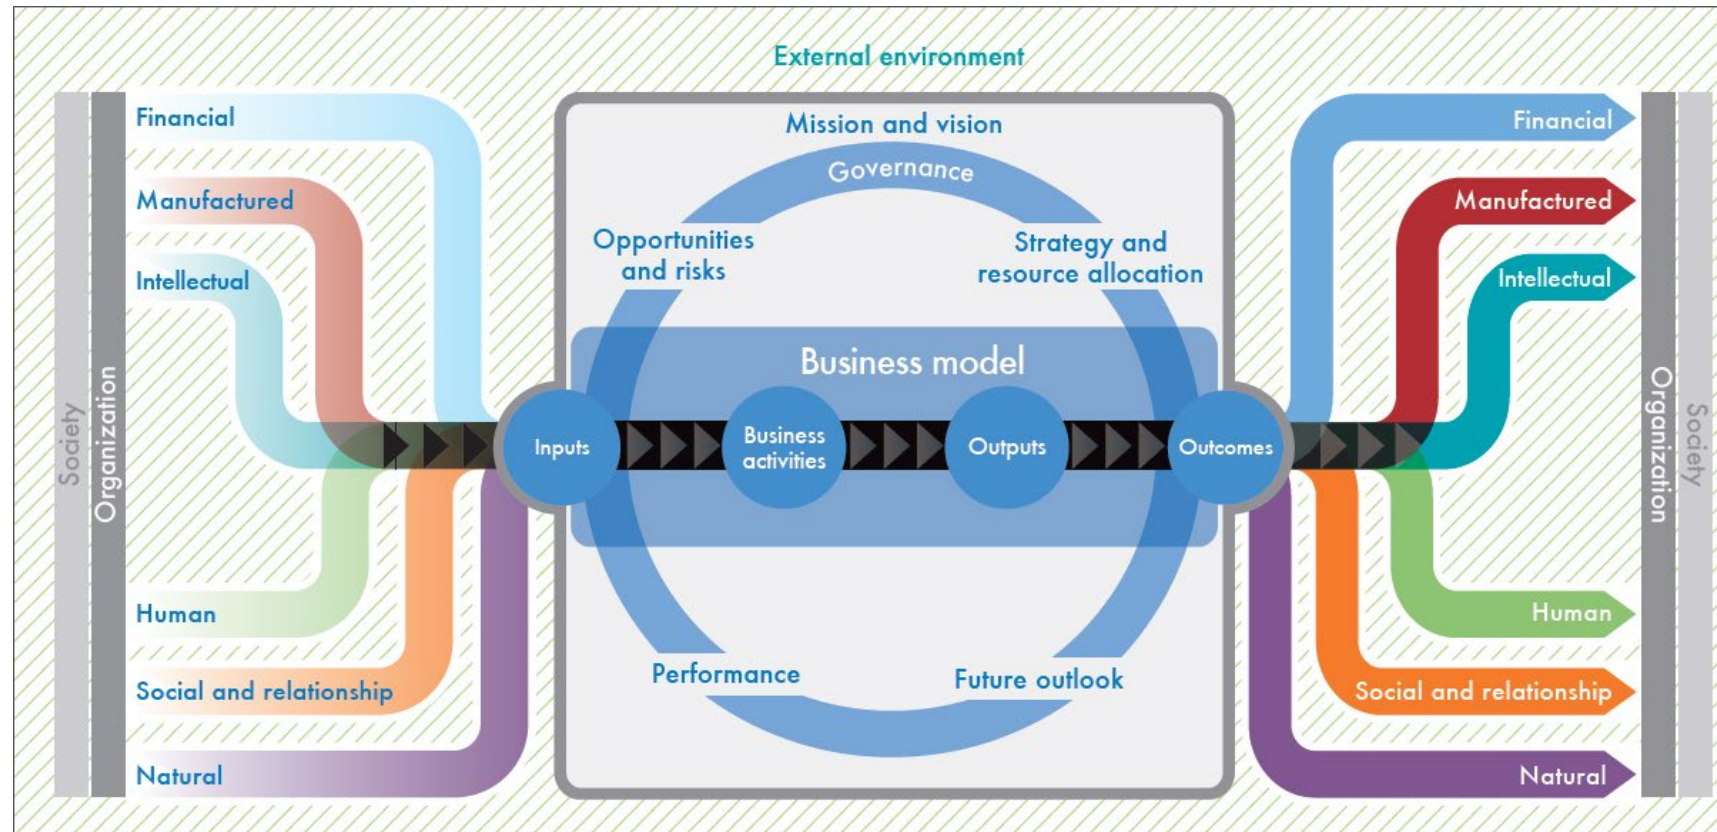 External environment
Society
Organization
Financial
Manufactured
Intellectual
Human
Social and relationship
Natural
Mission and vision
Governance
Opportunities
and risks
Strategy and
resource allocation
Business model
Inputs
Business
activities
Outputs
Outcomes
Performance
Future outlook
Financial
Manufactured
Intellectual
Human
Social and relationship
Natural
Organization
Society